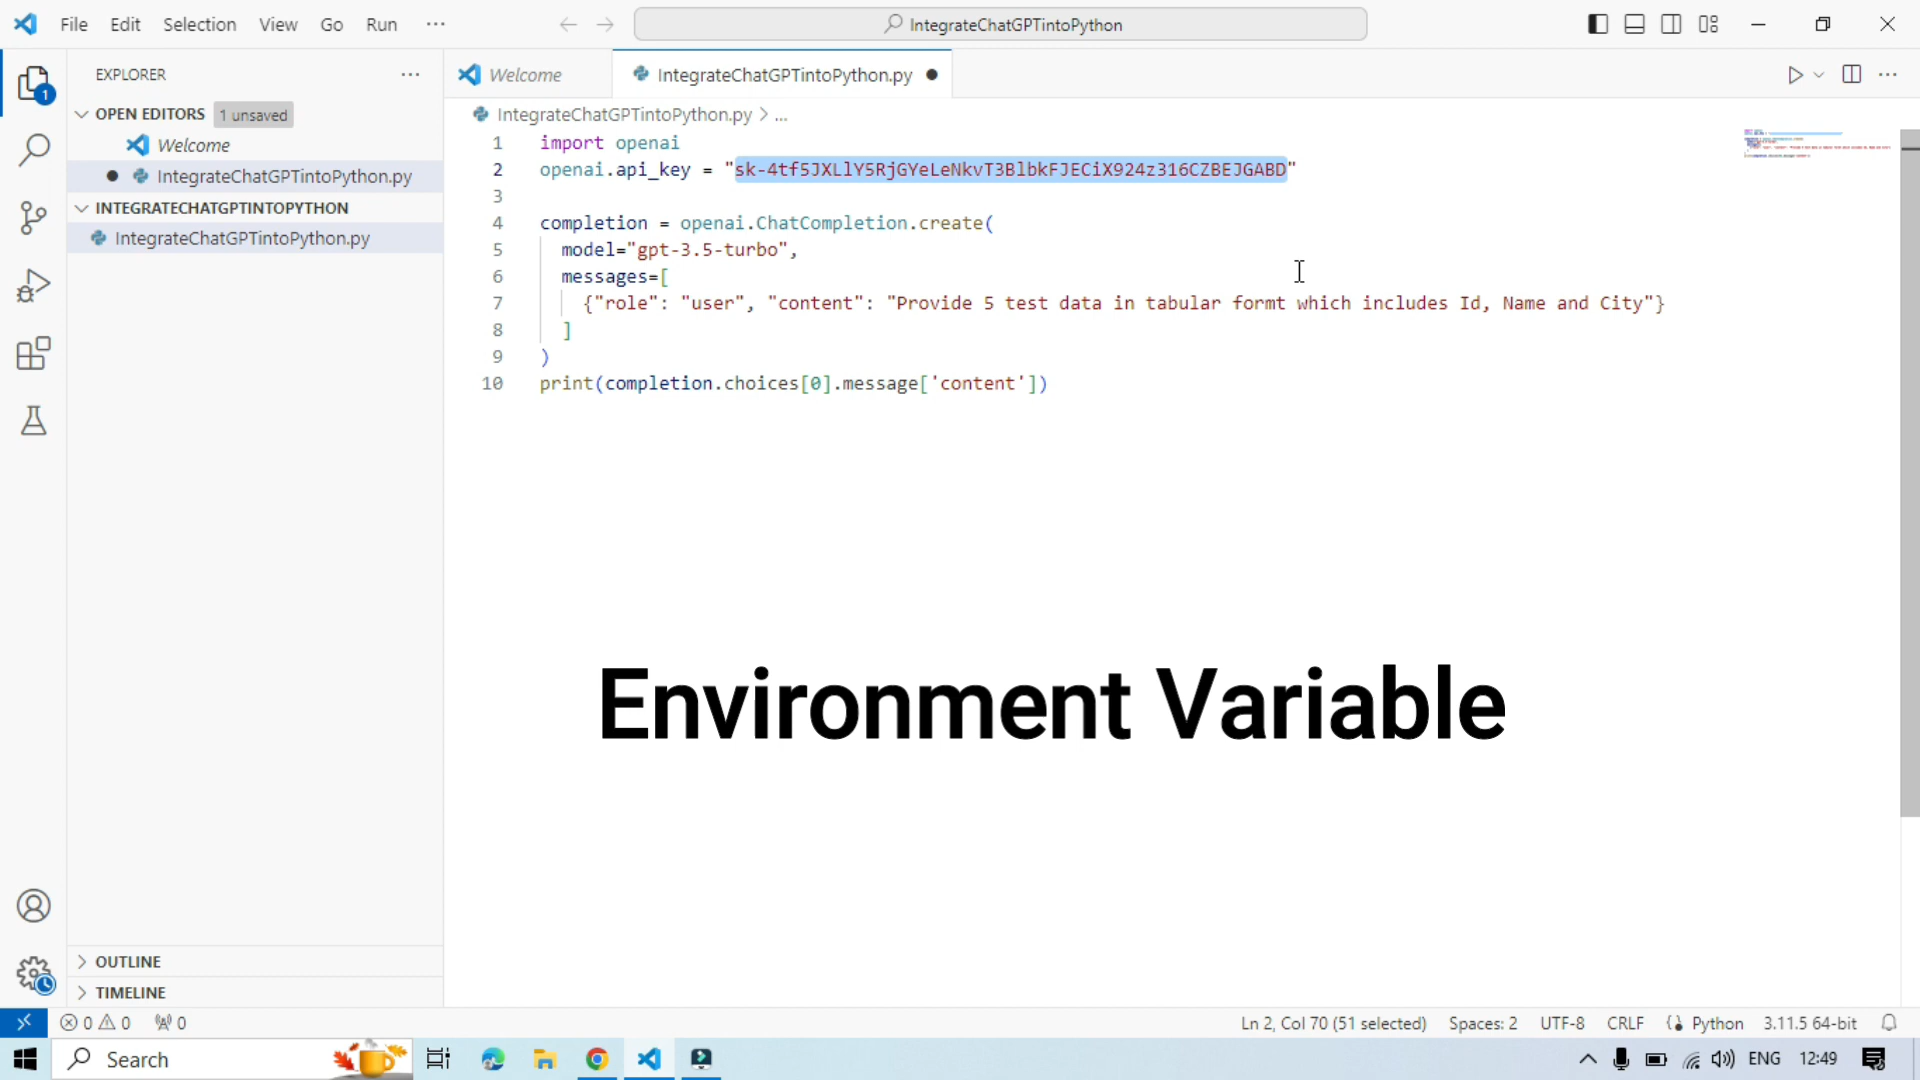 File Edit Selection View Go Run ...
IntegrateChatGPTintoPython
EXPLORER
OPEN EDITORS 1 unsaved
Welcome
IntegrateChatGPTintoPython.py
INTEGRATECHATGPTINTOPYTHON
IntegrateChatGPTintoPython.py
OUTLINE
TIMELINE
Welcome IntegrateChatGPTintoPython.py
IntegrateChatGPTintoPython.py > ...
1 import openai
2 openai.api_key = "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"
3
4 completion = openai.ChatCompletion.create(
5 model="gpt-3.5-turbo",
6 messages=[
7 {"role": "user", "content": "Provide 5 test data in tabular formt which includes Id, Name and City"}
8 ]
9 )
10 print(completion.choices[0].message['content'])
Environment Variable
1
0 0 0
Ln 2, Col 70 (51 selected) Spaces: 2 UTF-8 CRLF Python 3.11.5 64-bit
Search
ENG 12:49